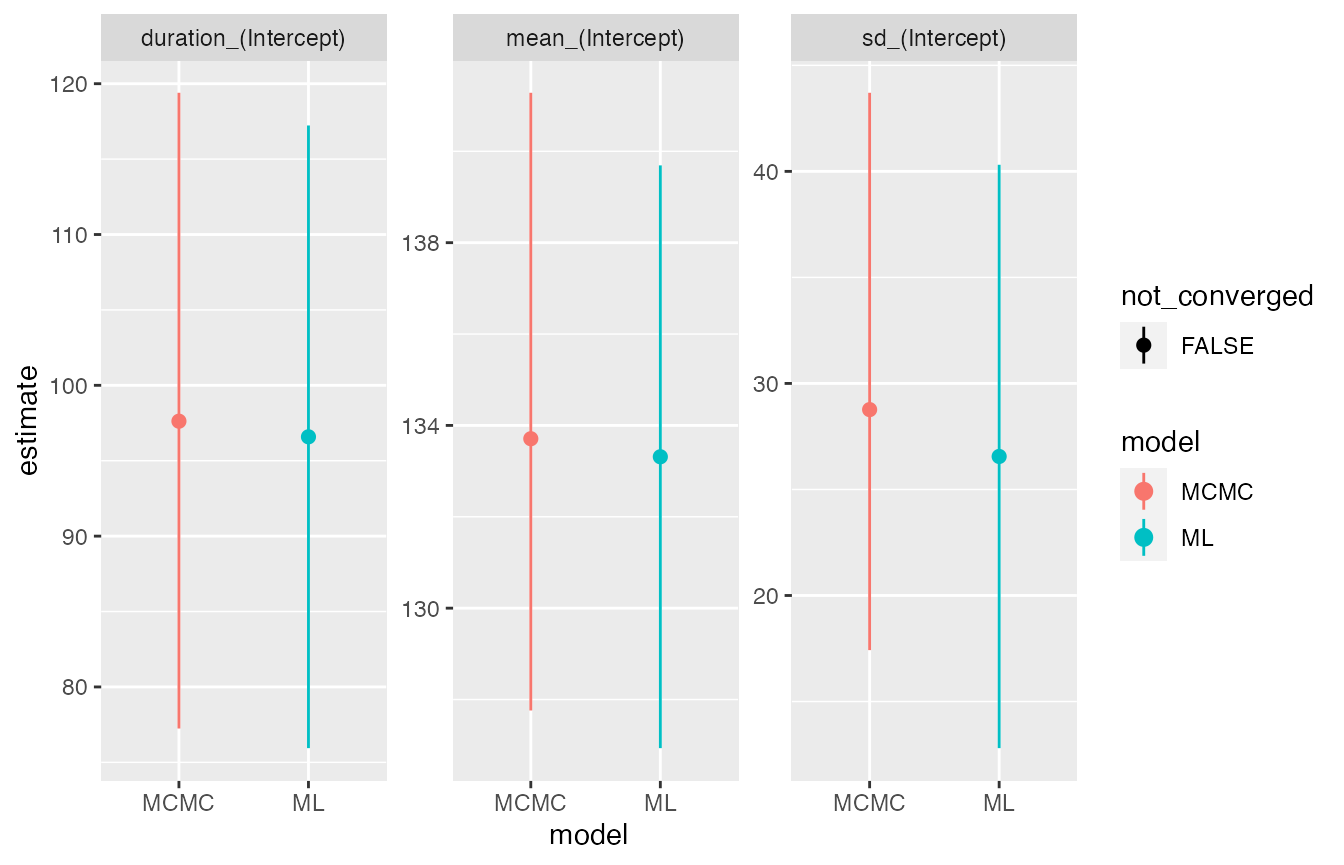 duration_(Intercept)
mean_(Intercept)
sd_(Intercept)
estimate
120
110
100
90
80
138
134
130
40
30
20
MCMC
ML
MCMC
ML
MCMC
ML
model
not_converged
FALSE
model
MCMC
ML